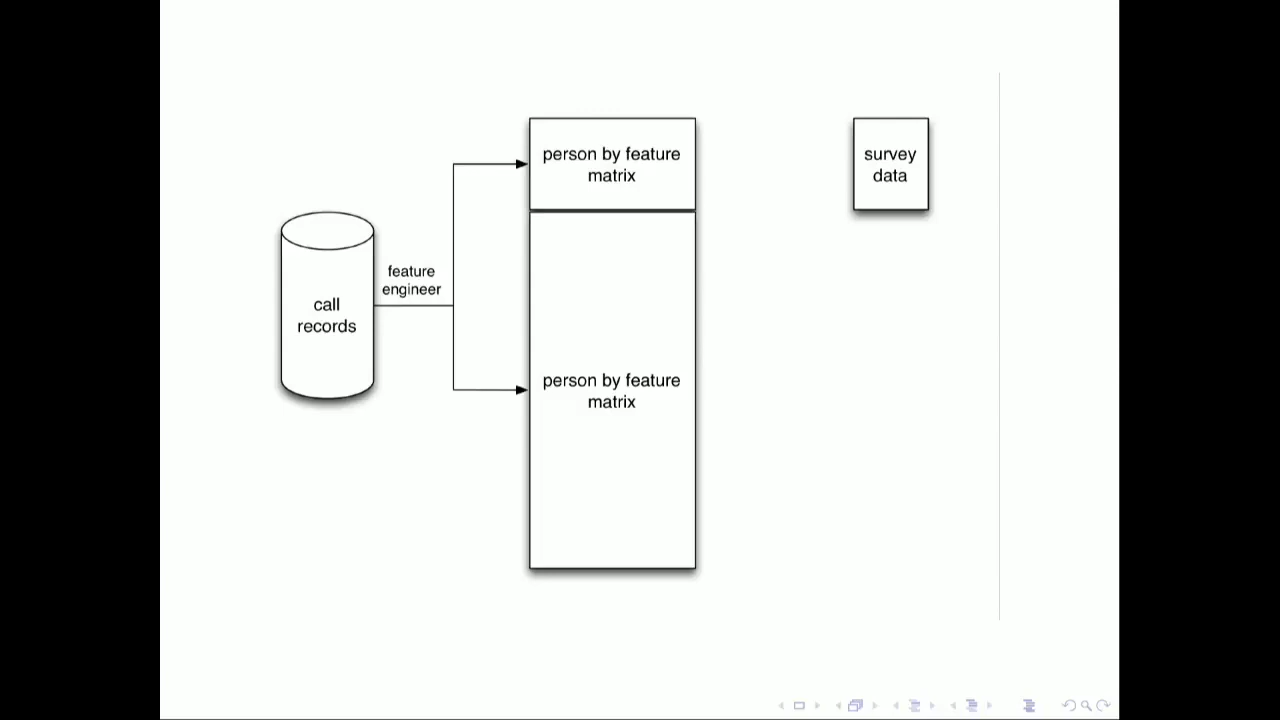 call
records
feature
engineer
person by feature
matrix
person by feature
matrix
survey
data